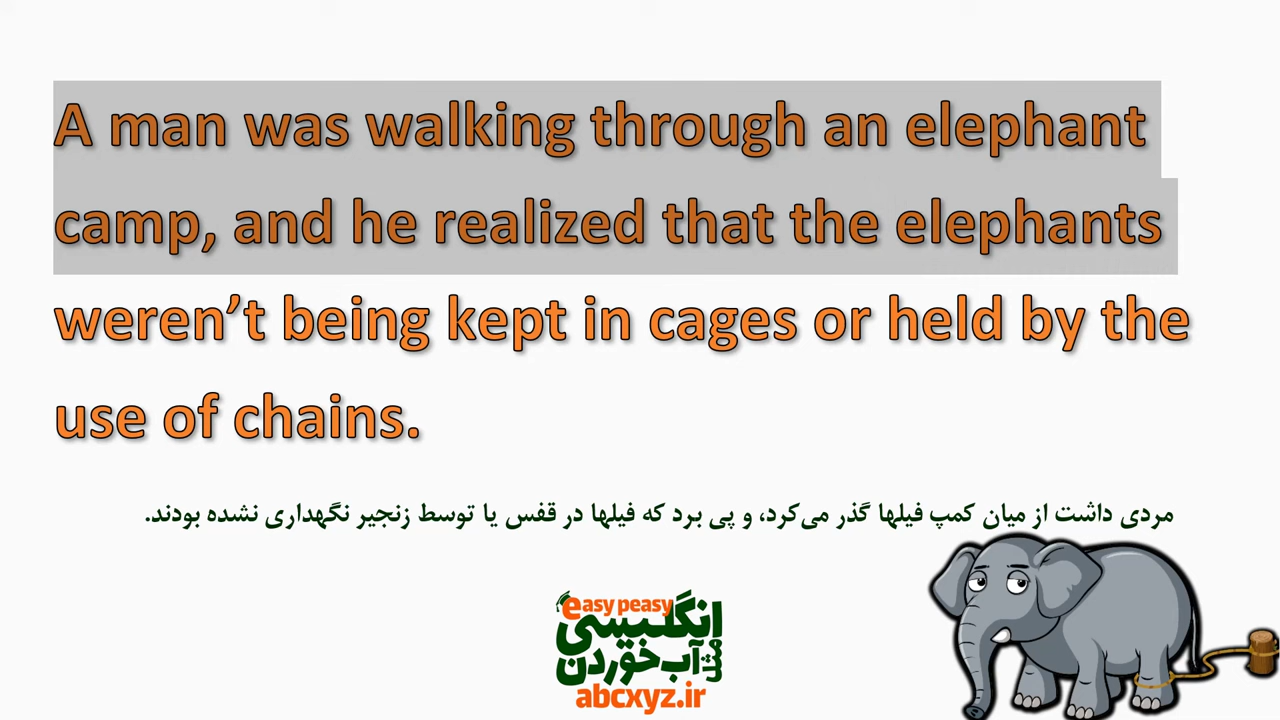 A man was walking through an elephant
camp, and he realized that the elephants
weren’t being kept in cages or held by the
use of chains.
مردی داشت از میان کمپ فیلها گذر می‌کرد، و پی برد که فیلها در قفس یا توسط زنجیر نگهداری نشده بودند.
easy peasy
انگلیسی
مثل آب خوردن
abcxyz.ir